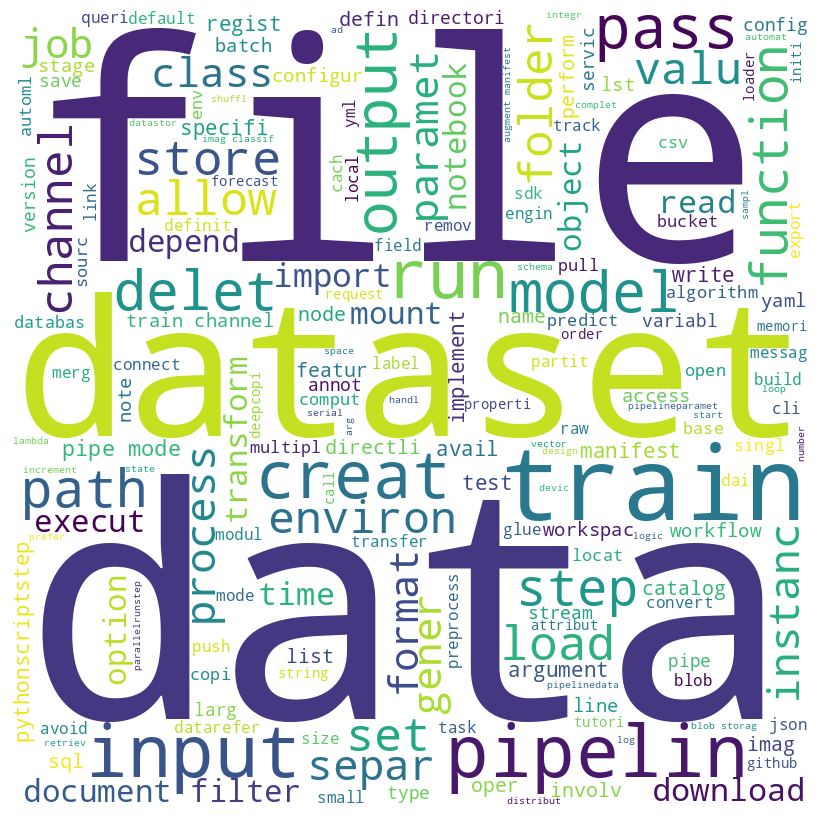 queri default regist defin directori servic ad integr automat
job batch pass config
stage save class configur store valu initi loader
automl env shuffl file lst perform track complet
datastor specifi yml output paramet notebook folder augment manifest
imag classif local cach csv function
version link channel store forecast sdk object read sampl
allow definit remov engin bucket export
sourc depend field import run pull write
delet request schema model algorithm yaml
databas train channel node mount name predict variabl memori
space order messag
dataset
merg note connect transform deepcopi featur label implement partit open build
annot comput properti access pipelineparamet start loop cli
hand1 serial arg
lambda pipe mode multipl directli avail raw vector design base manifest singl number
increment state call creat train dai
path process test devic
execut environ glue workspac logic workflow
prefer modul transfer locat
data
pythonscriptstep option parallelrunstep mode time format gener preprocess step stream attribut catalog convert instanc
push list load
copi string argument pipe blob
larg pipelinedata
avoid datarefer set line tutori blob storag json
retriev size task log
sql input separ pipelin imag github
document filter small type oper distribut involv download